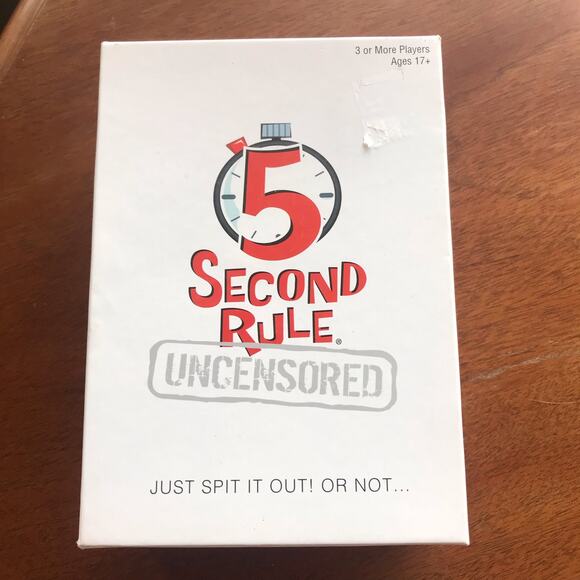 3 or More Players
Ages 17+
5
SECOND
RULE®
UNCENSORED
JUST SPIT IT OUT! OR NOT...